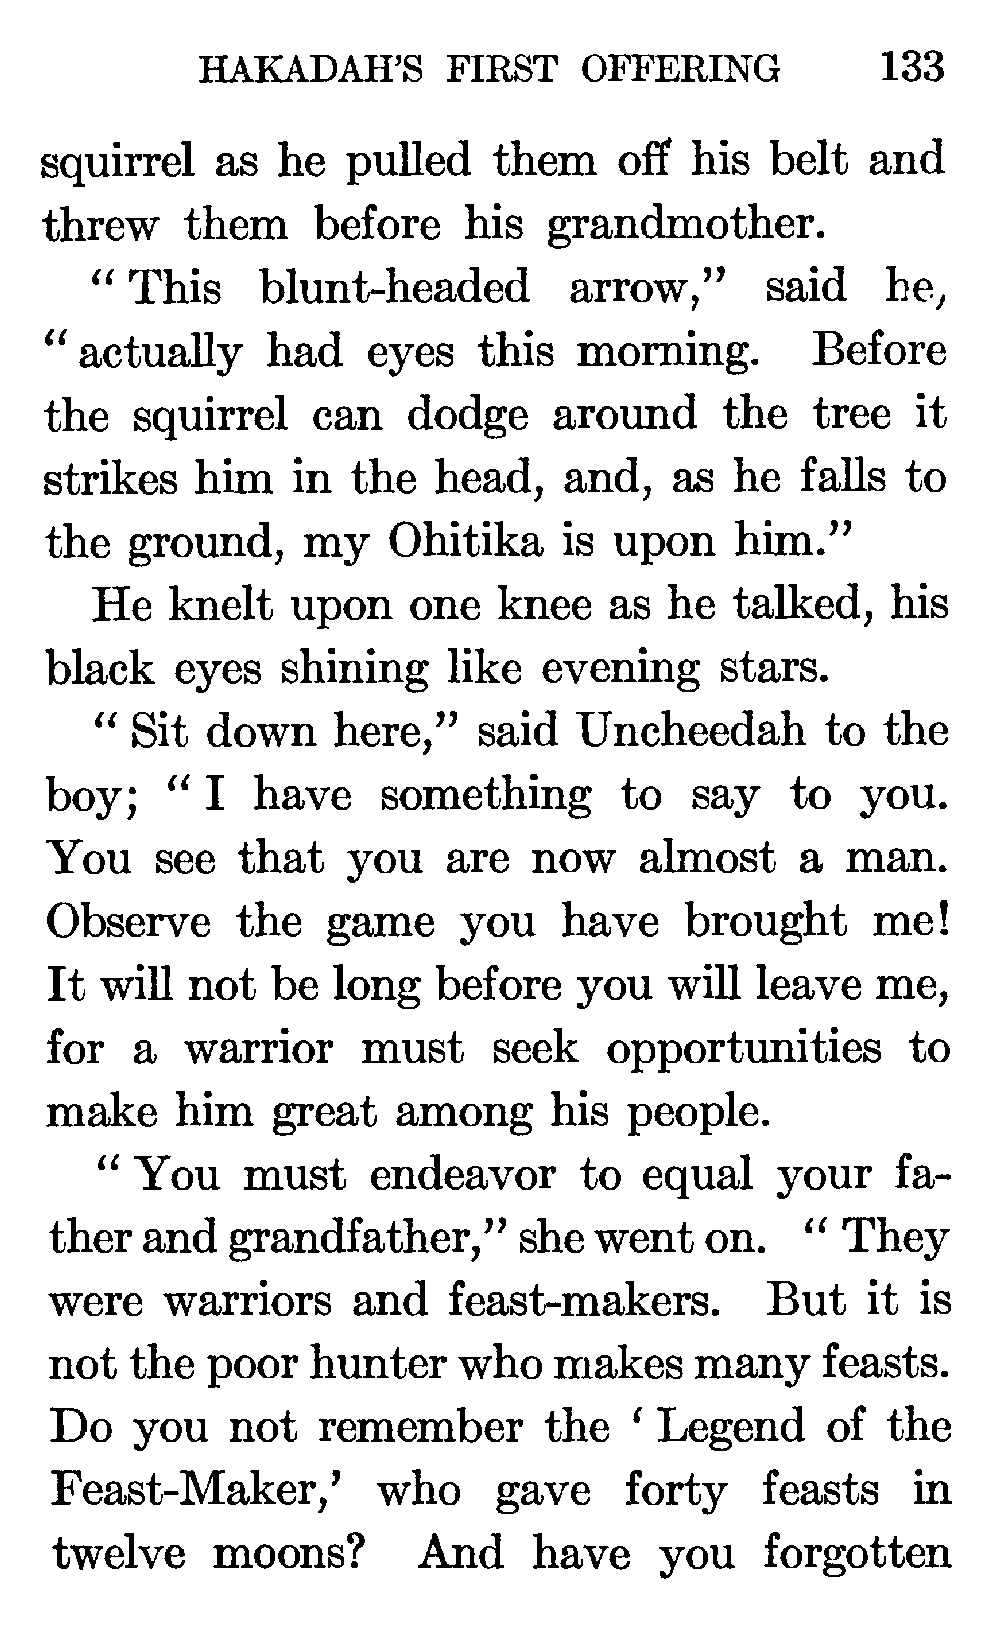 HAKADAH'S FIRST OFFERING 133
squirrel as he pulled them off his belt and
threw them before his grandmother.
“ This blunt-headed arrow,” said he,
“ actually had eyes this morning. Before
the squirrel can dodge around the tree it
strikes him in the head, and, as he falls to
the ground, my Ohitika is upon him.”
He knelt upon one knee as he talked, his
black eyes shining like evening stars.
“ Sit down here,” said Uncheedah to the
boy; “ I have something to say to you.
You see that you are now almost a man.
Observe the game you have brought me!
It will not be long before you will leave me,
for a warrior must seek opportunities to
make him great among his people.
“ You must endeavor to equal your fa-
ther and grandfather,” she went on. “ They
were warriors and feast-makers. But it is
not the poor hunter who makes many feasts.
Do you not remember the ‘ Legend of the
Feast-Maker,’ who gave forty feasts in
twelve moons? And have you forgotten